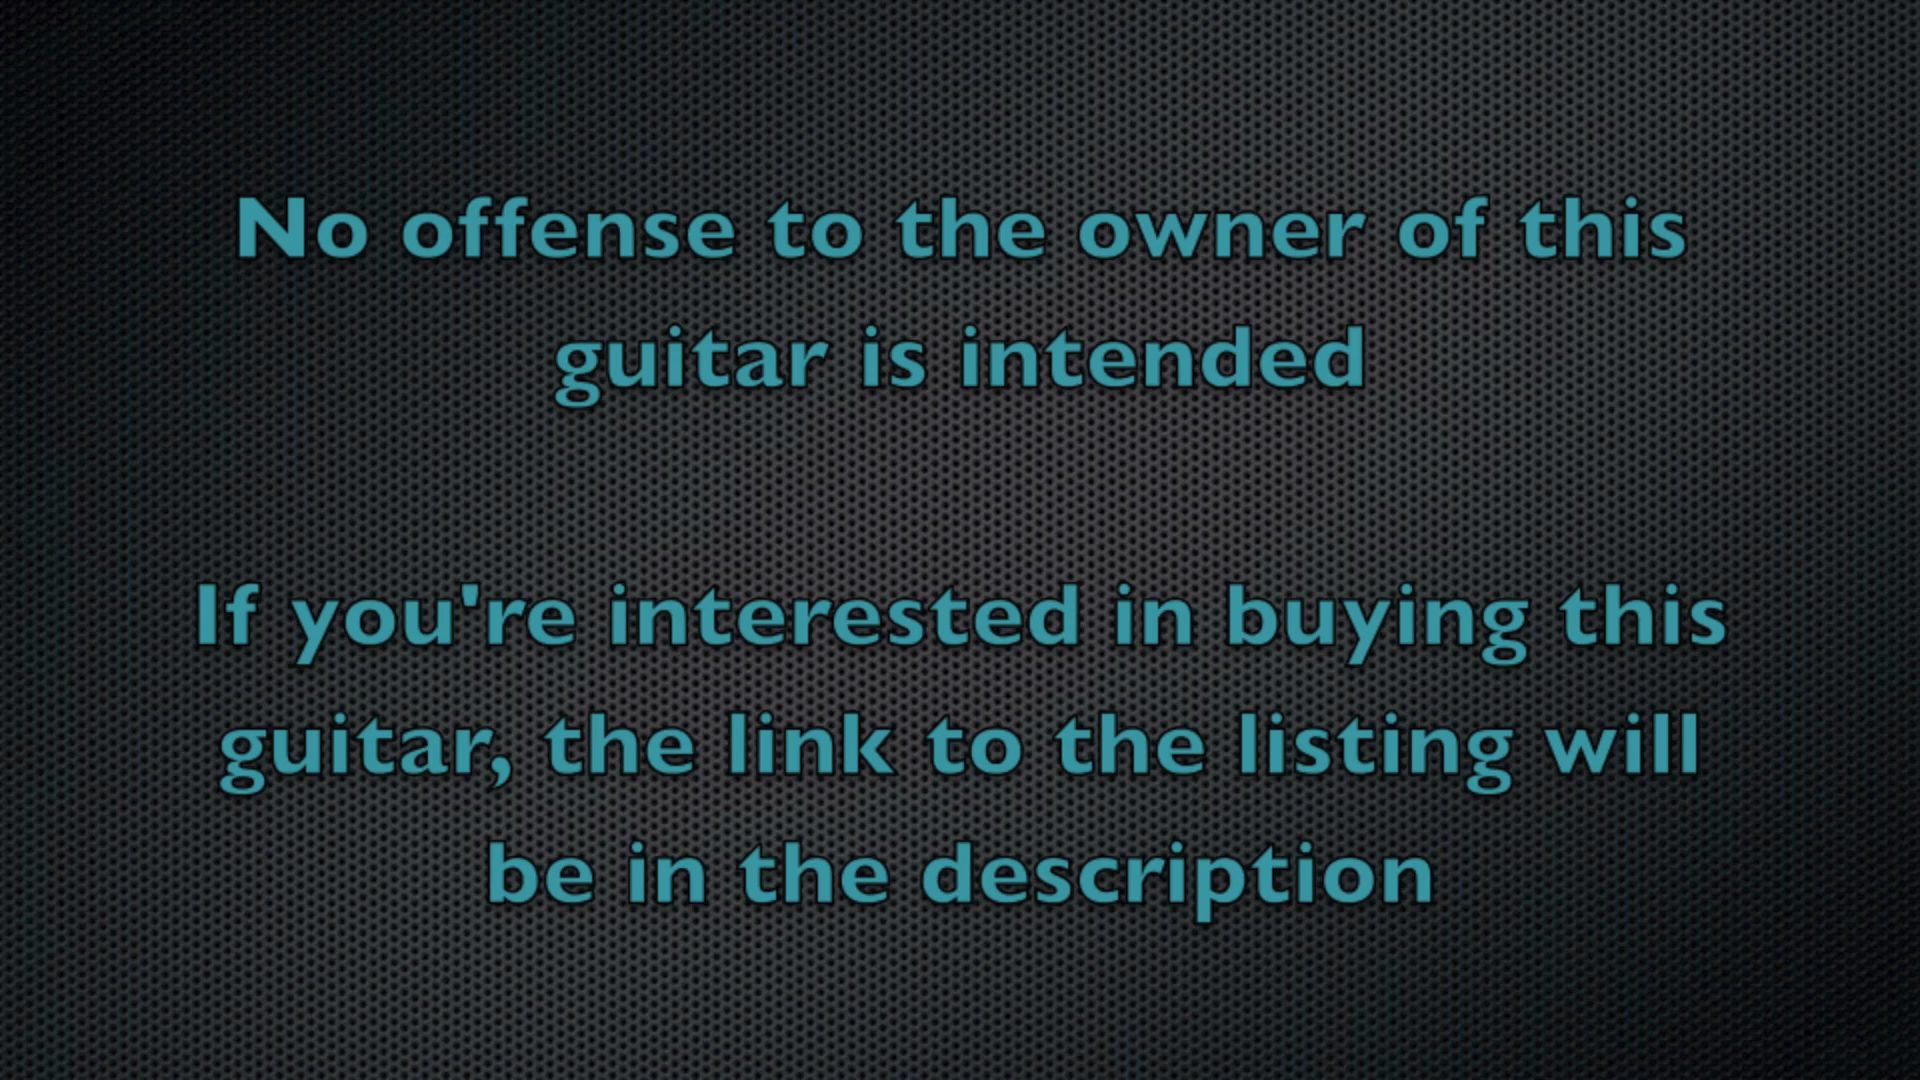 No offense to the owner of this
guitar is intended
If you're interested in buying this
guitar, the link to the listing will
be in the description